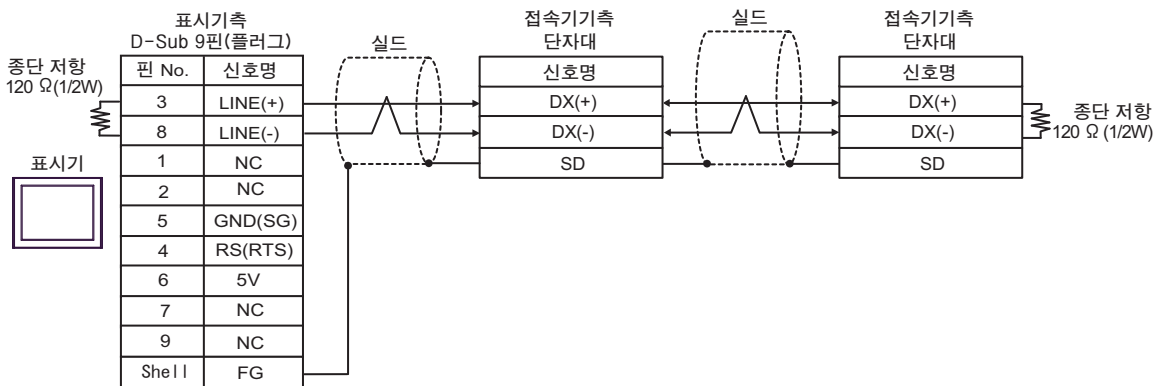 표시기측
D-Sub 9핀(플러그)
종단 저항
120 Ω(1/2W)
표시기
핀 No. 신호명
3 LINE(+)
8 LINE(-)
1 NC
2 NC
5 GND(SG)
4 RS(RTS)
6 5V
7 NC
9 NC
Shell FG
실드
접속기기측
단자대
신호명
DX(+)
DX(-)
SD
실드
접속기기측
단자대
신호명
DX(+)
DX(-)
SD
종단 저항
120 Ω (1/2W)